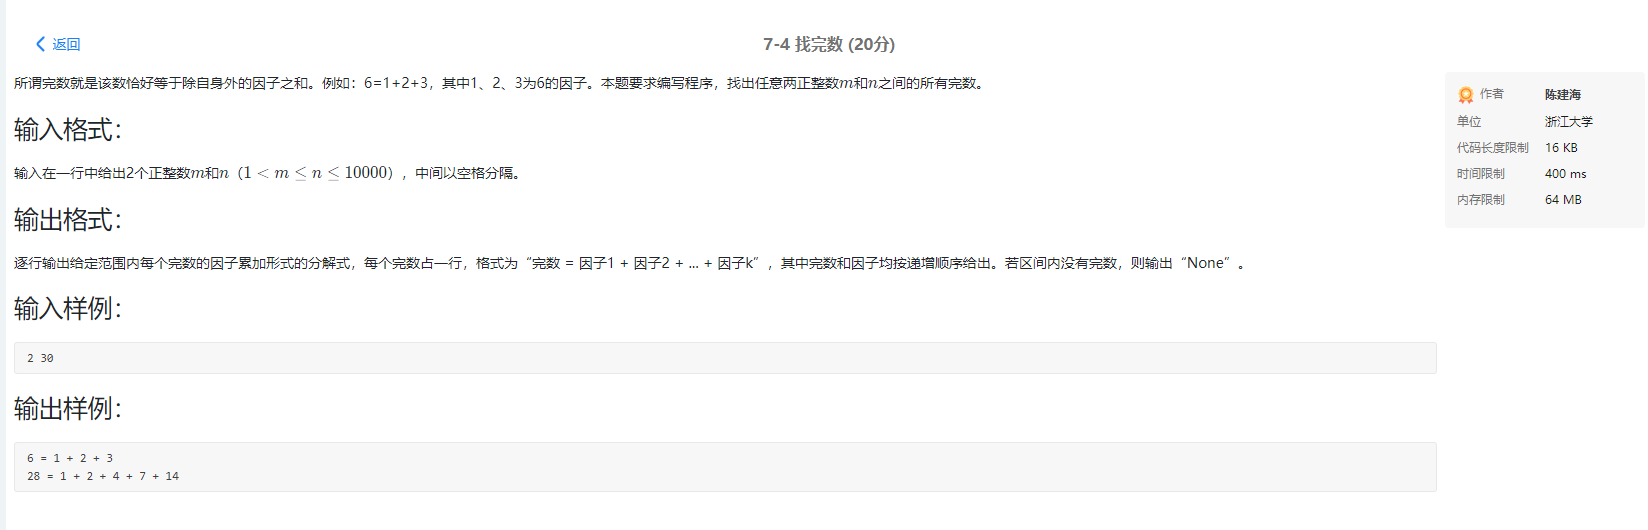 返回
7-4 找完数 (20分)
所谓完数就是该数恰好等于除自身外的因子之和。例如：6=1+2+3，其中1、2、3为6的因子。本题要求编写程序，找出任意两正整数m和n之间的所有完数。
作者 陈建海
单位 浙江大学
代码长度限制 16 KB
时间限制 400 ms
内存限制 64 MB
输入格式：
输入在一行中给出2个正整数m和n（1 < m ≤ n ≤ 10000），中间以空格分隔。
输出格式：
逐行输出给定范围内每个完数的因子累加形式的分解式，每个完数占一行，格式为“完数 = 因子1 + 因子2 + ... + 因子k”，其中完数和因子均按递增顺序给出。若区间内没有完数，则输出“None”。
输入样例：
2 30
输出样例：
6 = 1 + 2 + 3
28 = 1 + 2 + 4 + 7 + 14